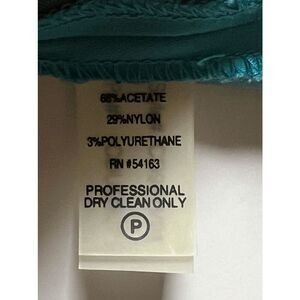 68%ACETATE
29%NYLON
3%POLYURETHANE
RN #54163
PROFESSIONAL
DRY CLEAN ONLY
P